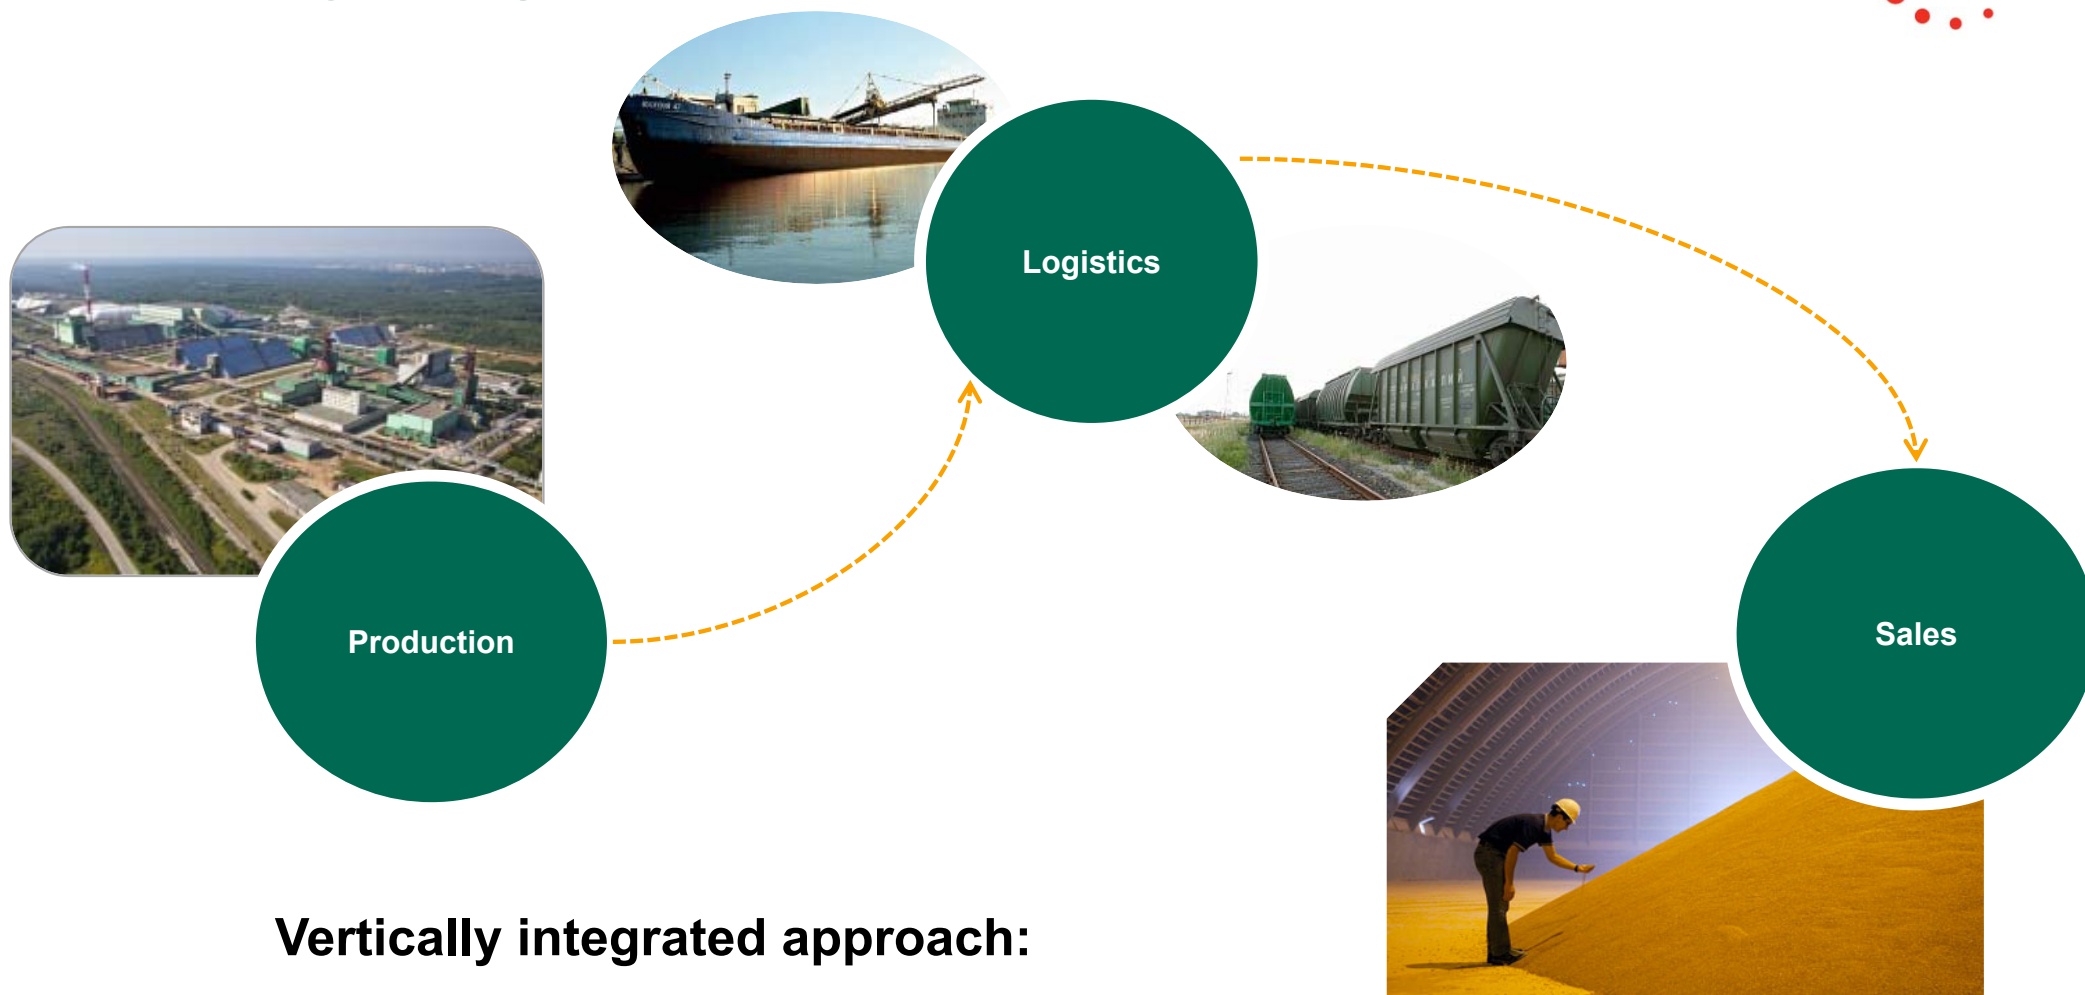 Logistics
Production
Sales
Vertically integrated approach: